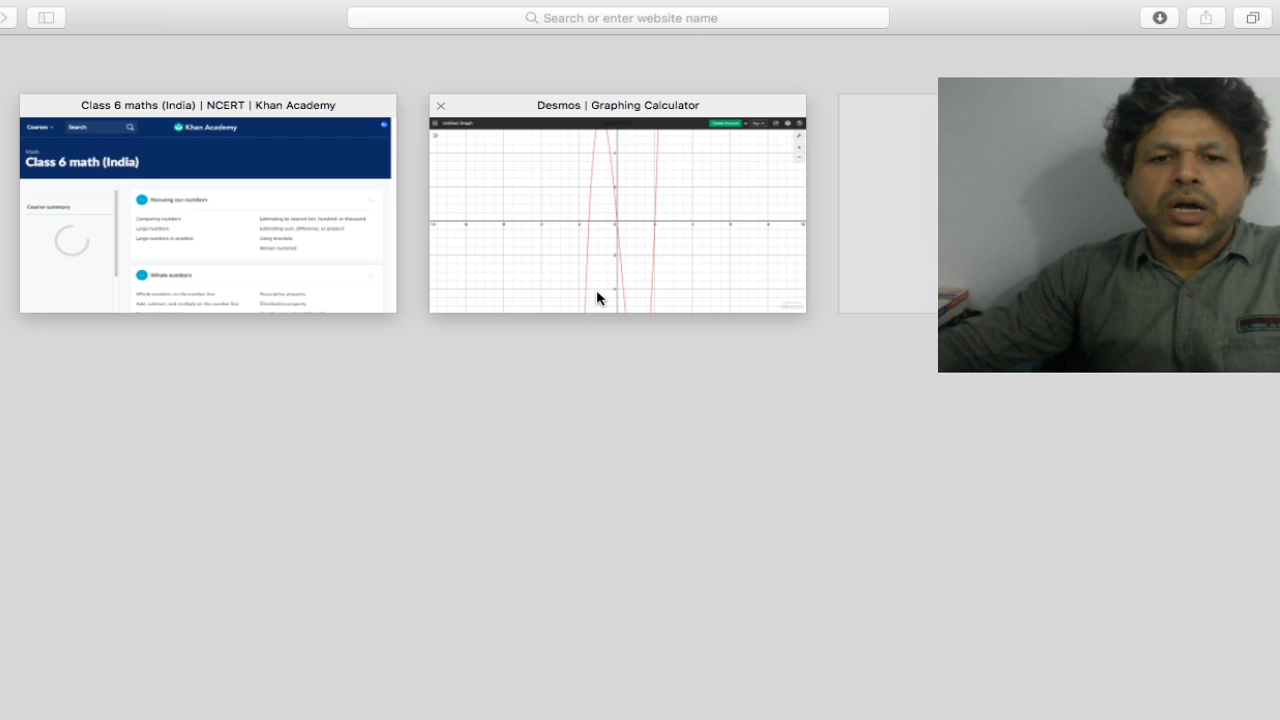 Search or enter website name
Class 6 maths (India) | NCERT | Khan Academy
Desmos | Graphing Calculator
Courses
Search
Khan Academy
Untitled Graph
Math
Class 6 math (India)
Course summary
Knowing our numbers
Comparing numbers
Large numbers
Large numbers in practice
Estimating to nearest ten, hundred, or thousand
Estimating sum, difference, or product
Using brackets
Roman numerals
Whole numbers
Whole numbers on the number line
Add, subtract, and multiply on the number line
Associative property
Distributive property